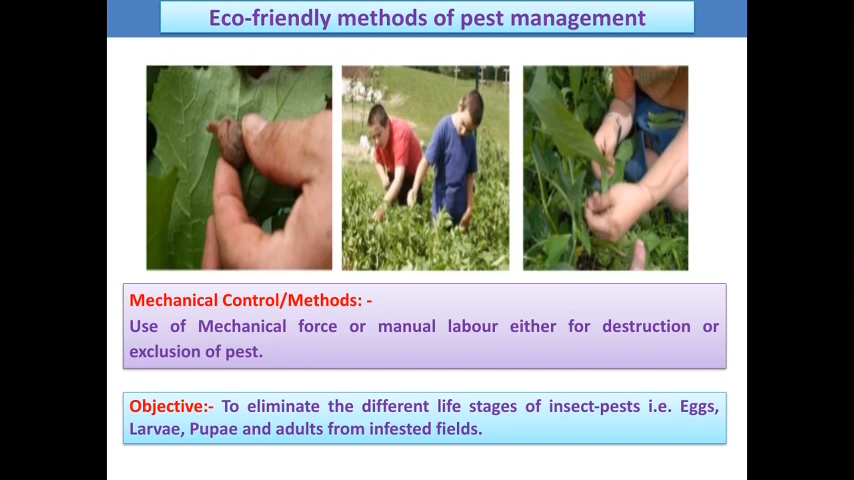 Eco-friendly methods of pest management
Mechanical Control/Methods: -
Use of Mechanical force or manual labour either for destruction or
exclusion of pest.
Objective:- To eliminate the different life stages of insect-pests i.e. Eggs,
Larvae, Pupae and adults from infested fields.